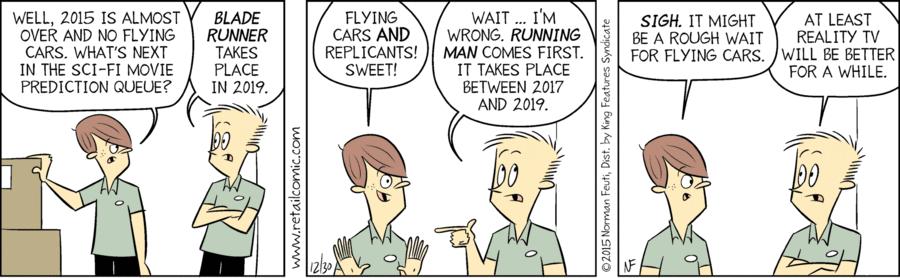 WELL, 2015 IS ALMOST
OVER AND NO FLYING
CARS. WHAT'S NEXT
IN THE SCI-FI MOVIE
PREDICTION QUEUE?
BLADE
RUNNER
TAKES
PLACE
IN 2019.
www.retailcomic.com
FLYING
CARS AND
REPLICANTS!
SWEET!
12/30
WAIT ... I'M
WRONG. RUNNING
MAN COMES FIRST.
IT TAKES PLACE
BETWEEN 2017
AND 2019.
©2015 Norman Feuti, Dist. by King Features Syndicate
SIGH. IT MIGHT
BE A ROUGH WAIT
FOR FLYING CARS.
NF
AT LEAST
REALITY TV
WILL BE BETTER
FOR A WHILE.